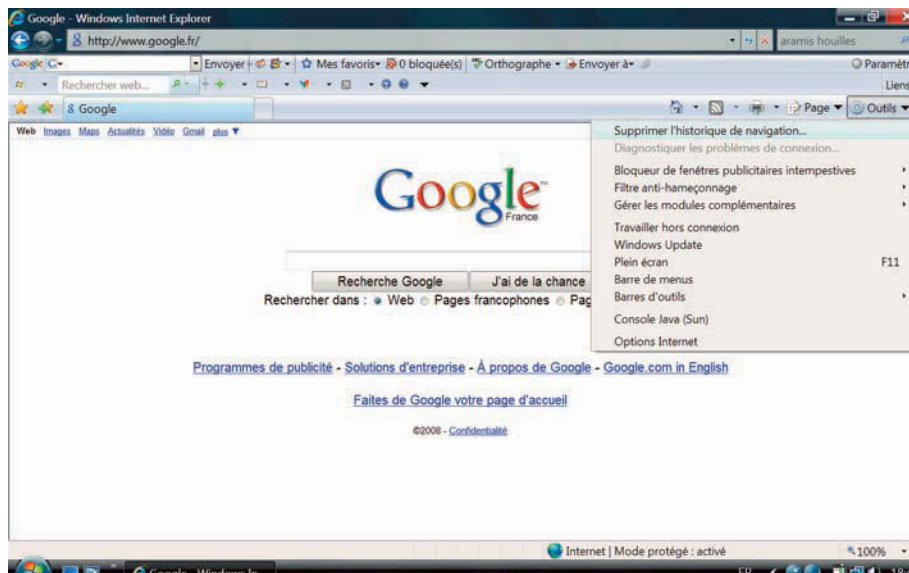 Google - Windows Internet Explorer
http://www.google.fr/
aramis houilles
Google G Envoyer Mes favoris 0 bloquée(s) Orthographe Envoyer à Paramètr
Rechercher web... Liens
Google
Page Outils
Web Images Maps Actualités Vidéo Gmail plus ▼
Supprimer l'historique de navigation...
Diagnostiquer les problèmes de connexion...
Bloqueur de fenêtres publicitaires intempestives
Filtre anti-hameçonnage
Gérer les modules complémentaires
Travailler hors connexion
Windows Update
Plein écran F11
Barre de menus
Barres d'outils
Console Java (Sun)
Options Internet
Google™
France
Recherche Google J'ai de la chance
Rechercher dans : Web Pages francophones Pag
Programmes de publicité - Solutions d'entreprise - À propos de Google - Google.com in English
Faites de Google votre page d'accueil
©2008 - Confidentialité
Internet | Mode protégé : activé 100%
Google - Windows In... FR